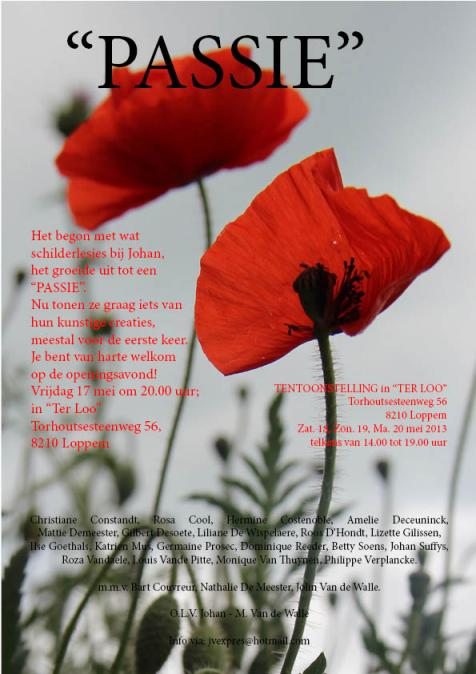 “PASSIE”
Het begon met wat
schilderlesjes bij Johan,
het groeide uit tot een
“PASSIE”.
Nu tonen ze graag iets van
hun kunstige creaties,
meestal voor de eerste keer.
Je bent van harte welkom
op de openingsavond!
Vrijdag 17 mei om 20.00 uur;
in “Ter Loo”
Torhoutsesteenweg 56,
8210 Loppem
TENTOONSTELLING in “TER LOO”
Torhoutsesteenweg 56
8210 Loppem
Zat. 18, Zon. 19, Ma. 20 mei 2013
telkens van 14.00 tot 19.00 uur
Christiane Constandt, Rosa Cool, Hermine Costenoble, Amelie Deceuninck,
Mattie Demeester, Gilbert Desoete, Liliane De Wispelaere, Roos D'Hondt, Lizette Gilissen,
Ilse Goethals, Katrien Mus, Germaine Prosec, Dominique Reeder, Betty Soens, Johan Suffys,
Roza Vandaele, Louis Vande Pitte, Monique Van Thuynen, Philippe Verplancke.
m.m.v. Bart Couvreur, Nathalie De Meester, John Van de Walle.
O.L.V. Johan - M. Van de Walle
Info via: jvexpres@hotmail.com